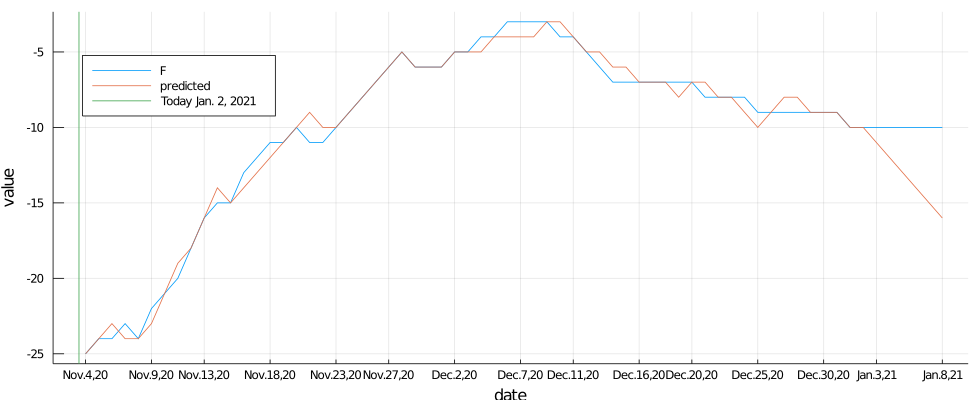 -5
-10
-15
-20
-25
value
F
predicted
Today Jan. 2, 2021
Nov.4,20 Nov.9,20 Nov.13,20 Nov.18,20 Nov.23,20 Nov.27,20 Dec.2,20 Dec.7,20 Dec.11,20 Dec.16,20 Dec.20,20 Dec.25,20 Dec.30,20 Jan.3,21 Jan.8,21
date